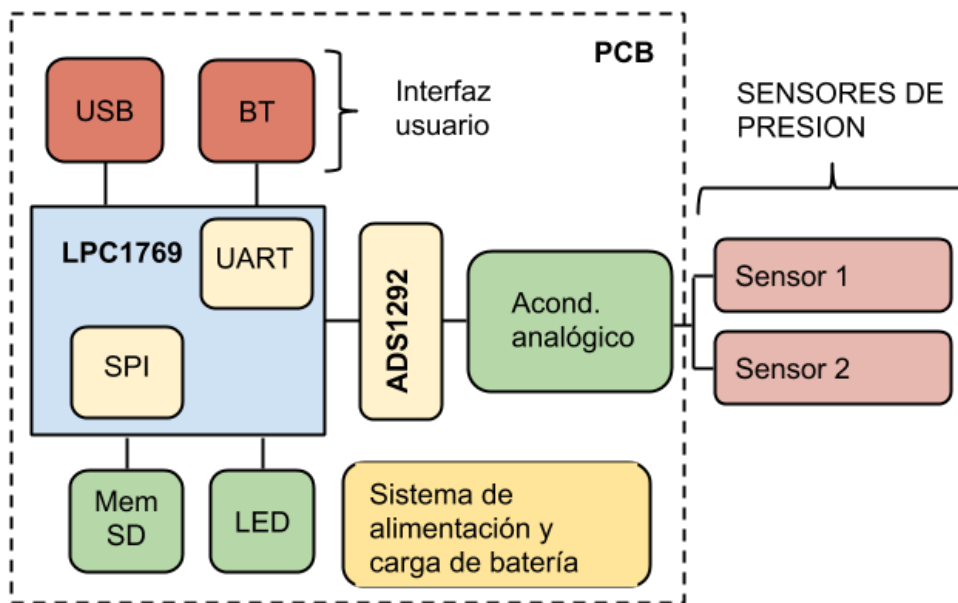 PCB
USB
BT
Interfaz
usuario
SENSORES DE
PRESION
LPC1769
UART
SPI
ADS1292
Acond.
analógico
Sensor 1
Sensor 2
Mem
SD
LED
Sistema de
alimentación y
carga de batería